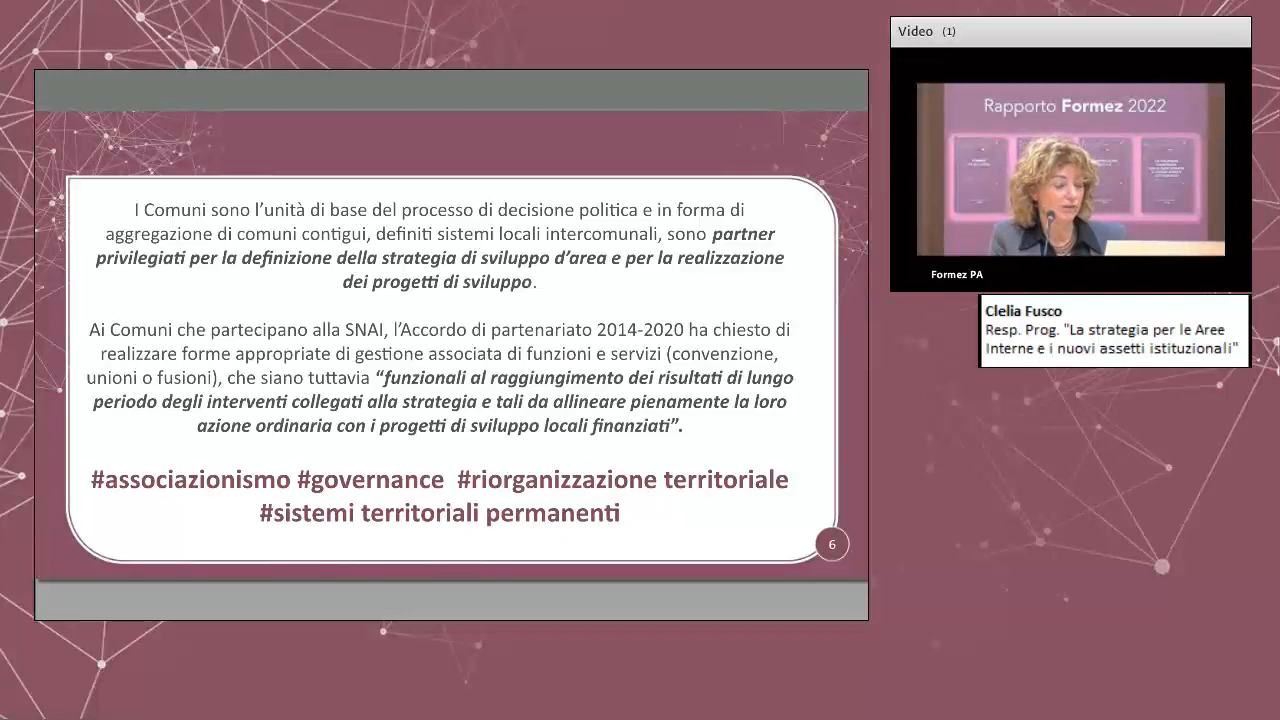 I Comuni sono l'unità di base del processo di decisione politica e in forma di
aggregazione di comuni contigui, definiti sistemi locali intercomunali, sono partner
privilegiati per la definizione della strategia di sviluppo d'area e per la realizzazione
dei progetti di sviluppo.
Ai Comuni che partecipano alla SNAI, l'Accordo di partenariato 2014-2020 ha chiesto di
realizzare forme appropriate di gestione associata di funzioni e servizi (convenzione,
unioni o fusioni), che siano tuttavia “funzionali al raggiungimento dei risultati di lungo
periodo degli interventi collegati alla strategia e tali da allineare pienamente la loro
azione ordinaria con i progetti di sviluppo locali finanziati”.
#associazionismo #governance #riorganizzazione territoriale
#sistemi territoriali permanenti
6
Video (1)
Rapporto Formez 2022
Formez PA
Clelia Fusco
Resp. Prog. "La strategia per le Aree
Interne e i nuovi assetti istituzionali"